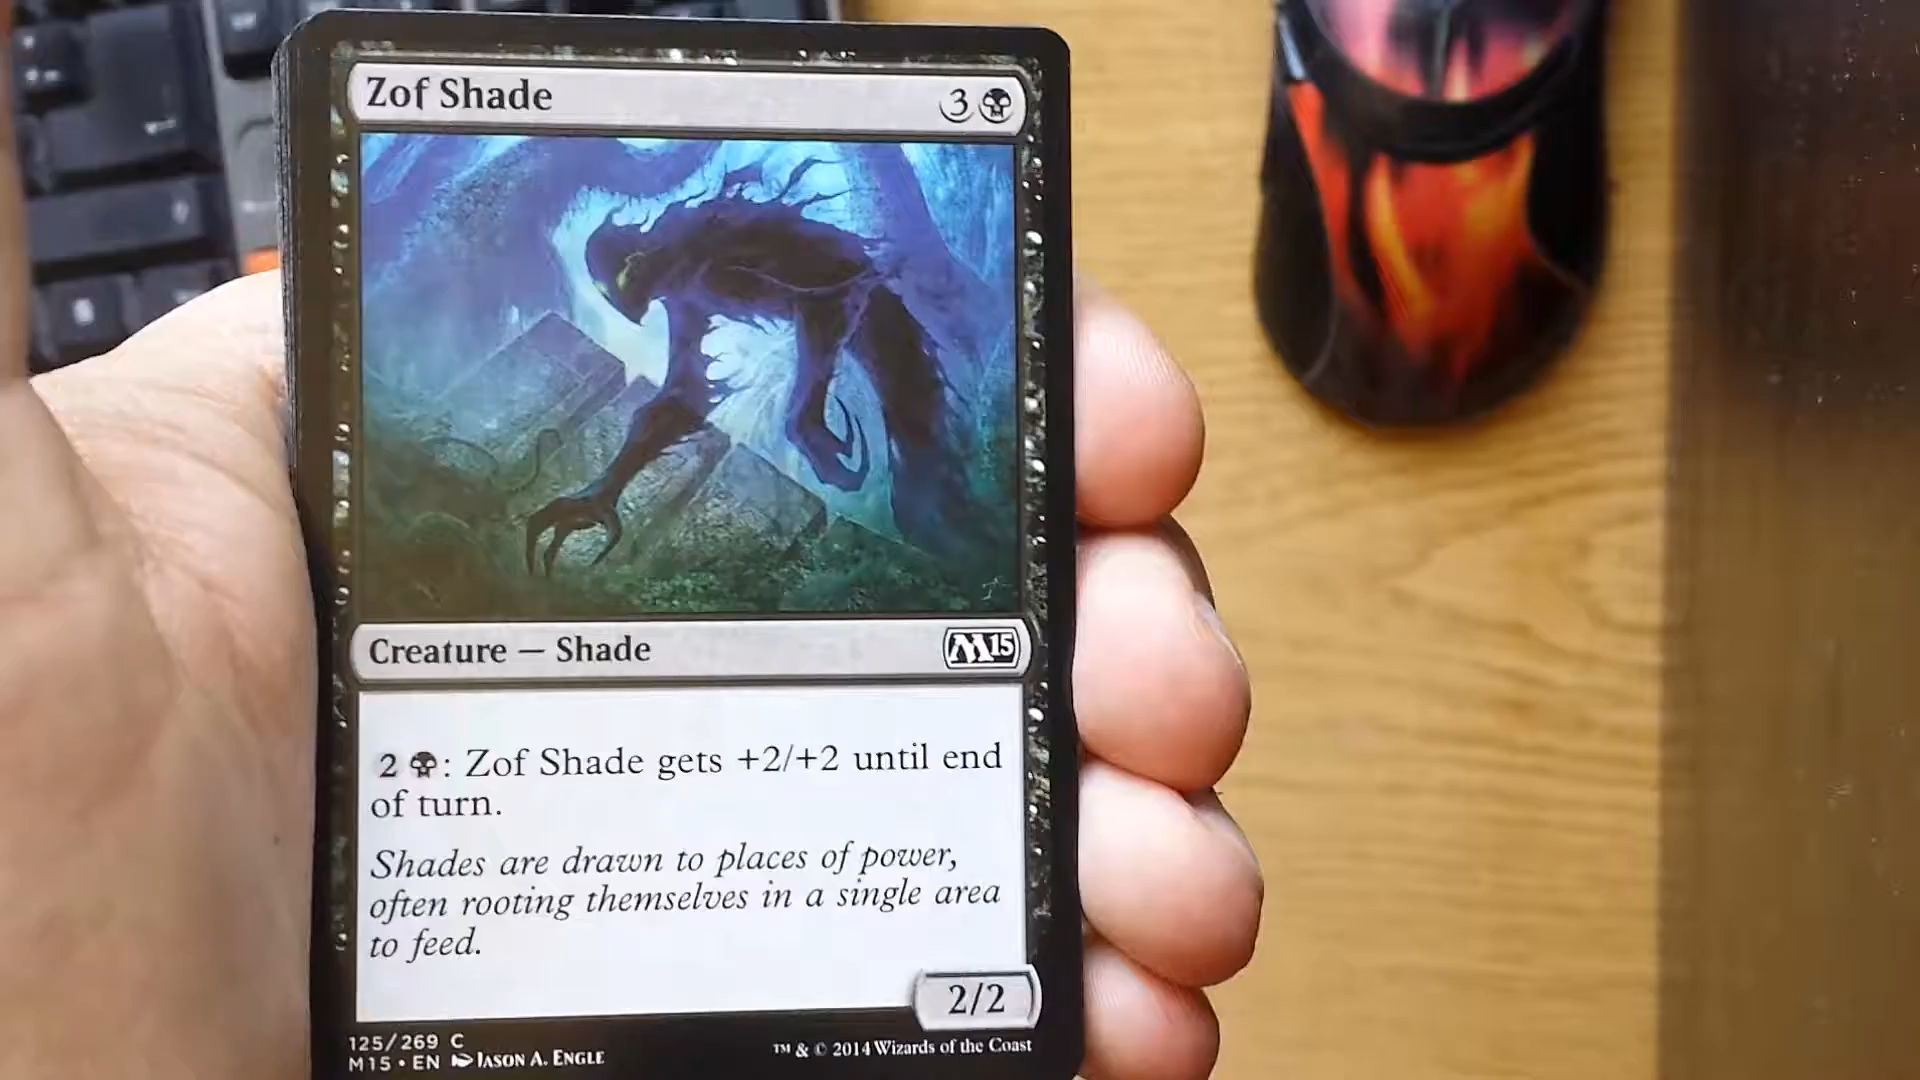 Zof Shade 3
Creature — Shade M15
2 : Zof Shade gets +2/+2 until end
of turn.
Shades are drawn to places of power,
often rooting themselves in a single area
to feed.
2/2
125/269 C
M15 • EN JASON A. ENGLE
™ & © 2014 Wizards of the Coast